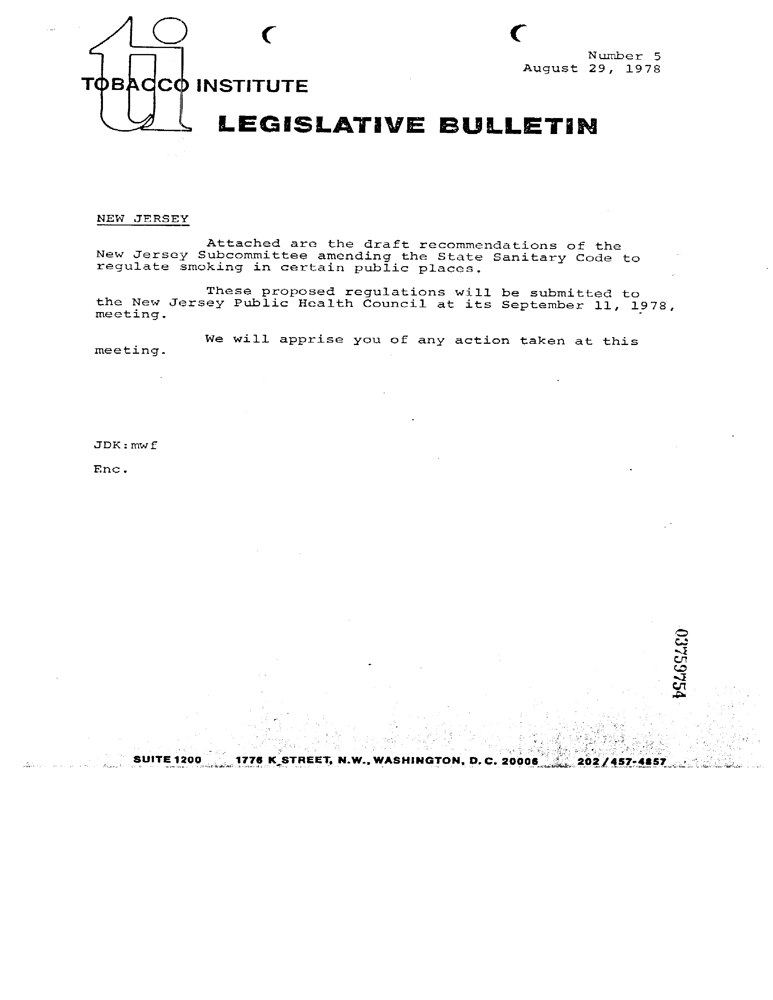 Number 5
August 29, 1978
ti
TOBACCO INSTITUTE
LEGISLATIVE BULLETIN
NEW JERSEY
Attached are the draft recommendations of the
New Jersey Subcommittee amending the State Sanitary Code to
regulate smoking in certain public places.
These proposed regulations will be submitted to
the New Jersey Public Health Council at its September 11, 1978,
meeting.
We will apprise you of any action taken at this
meeting.
JDK:mwf
Enc.
03759754
SUITE 1200 1776 K STREET, N.W., WASHINGTON, D.C. 20006 202/457-4857